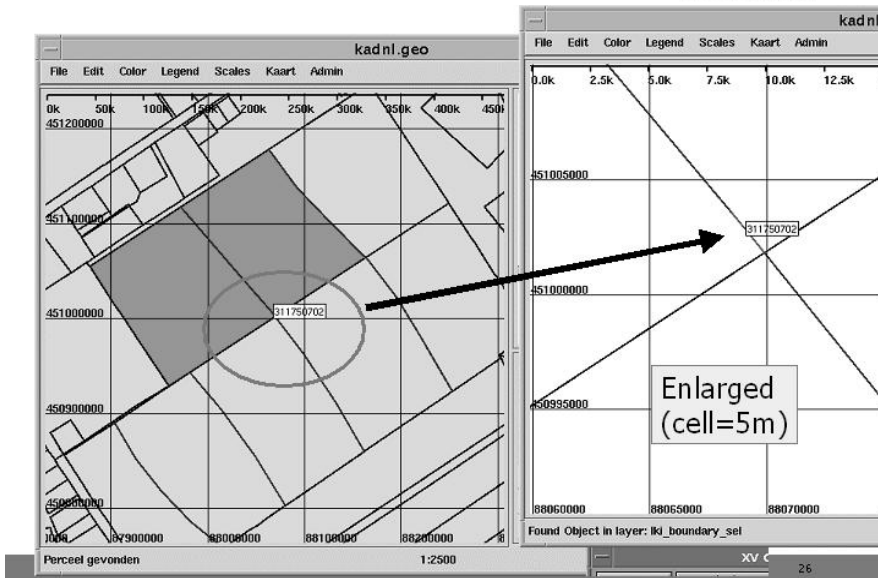 kadnl.geo
File Edit Color Legend Scales Kaart Admin
0k 50k 100k 150k 200k 250k 300k 350k 400k
451200000
451100000
451000000
311750702
450900000
87900000 88000000 88100000 88200000
Perceel gevonden 1:2500
File Edit Color Legend Scales Kaart Admin
0.0k 2.5k 5.0k 7.5k 10.0k 12.5k
451005000
311750702
451000000
450995000
Enlarged
(cell=5m)
88060000 88065000 88070000
Found Object in layer: lki_boundary_sel
XV
26